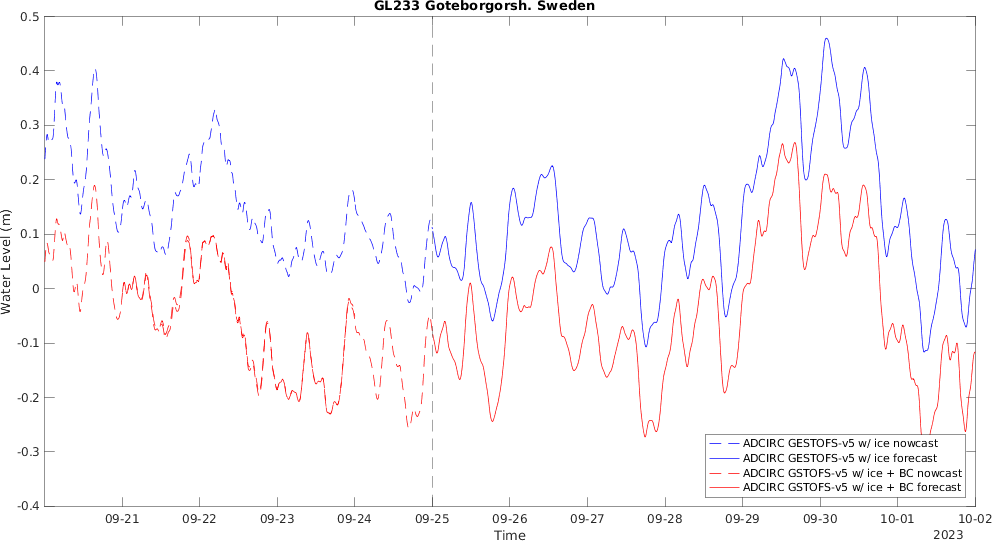 GL233 Goteborgorsh. Sweden
0.5
0.4
0.3
0.2
0.1
0
-0.1
-0.2
-0.3
-0.4
Water Level (m)
ADCIRC GESTOFS-v5 w/ ice nowcast
ADCIRC GESTOFS-v5 w/ ice forecast
ADCIRC GSTOFS-v5 w/ ice + BC nowcast
ADCIRC GSTOFS-v5 w/ ice + BC forecast
09-21 09-22 09-23 09-24 09-25 09-26 09-27 09-28 09-29 09-30 10-01 10-02
Time
2023